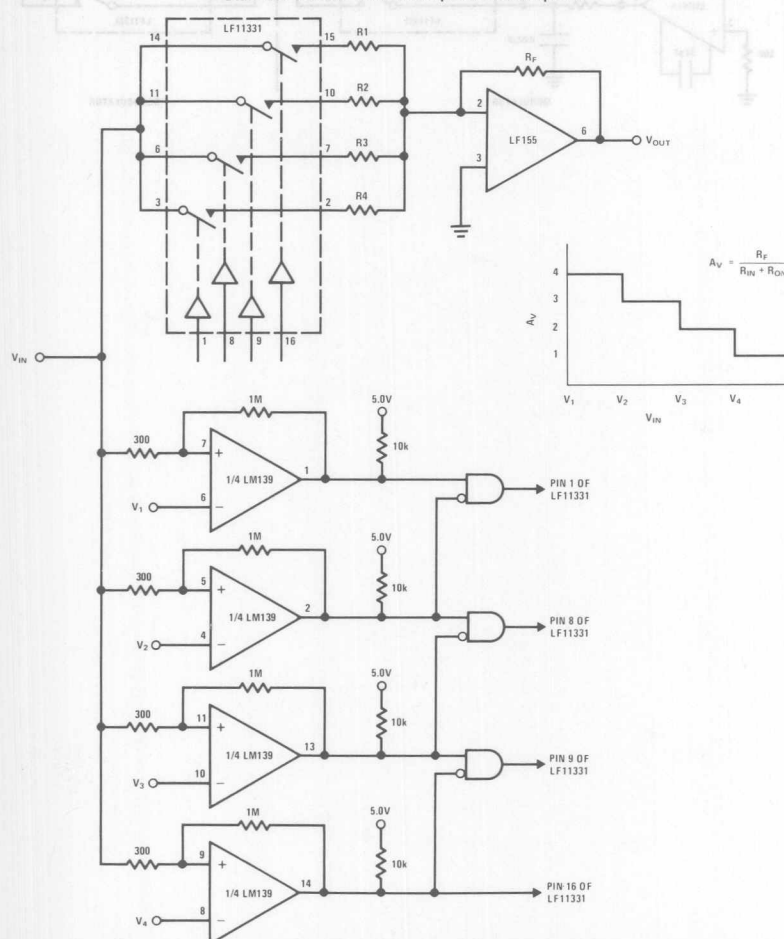 LF11331
14
15
R1
11
10
R2
6
7
R3
3
2
R4
1
8
9
16
RF
2
3
LF155
6
VOUT
AV = RF / RIN + RON
4
3
2
1
AV
V1
V2
V3
V4
VIN
VIN
1M
300
7
+
1/4 LM139
1
6
−
V1
5.0V
10k
PIN 1 OF
LF11331
1M
300
5
+
1/4 LM139
2
4
−
V2
5.0V
10k
PIN 8 OF
LF11331
1M
300
11
+
1/4 LM139
13
10
−
V3
5.0V
10k
PIN 9 OF
LF11331
1M
300
9
+
1/4 LM139
14
8
−
V4
5.0V
10k
PIN 16 OF
LF11331